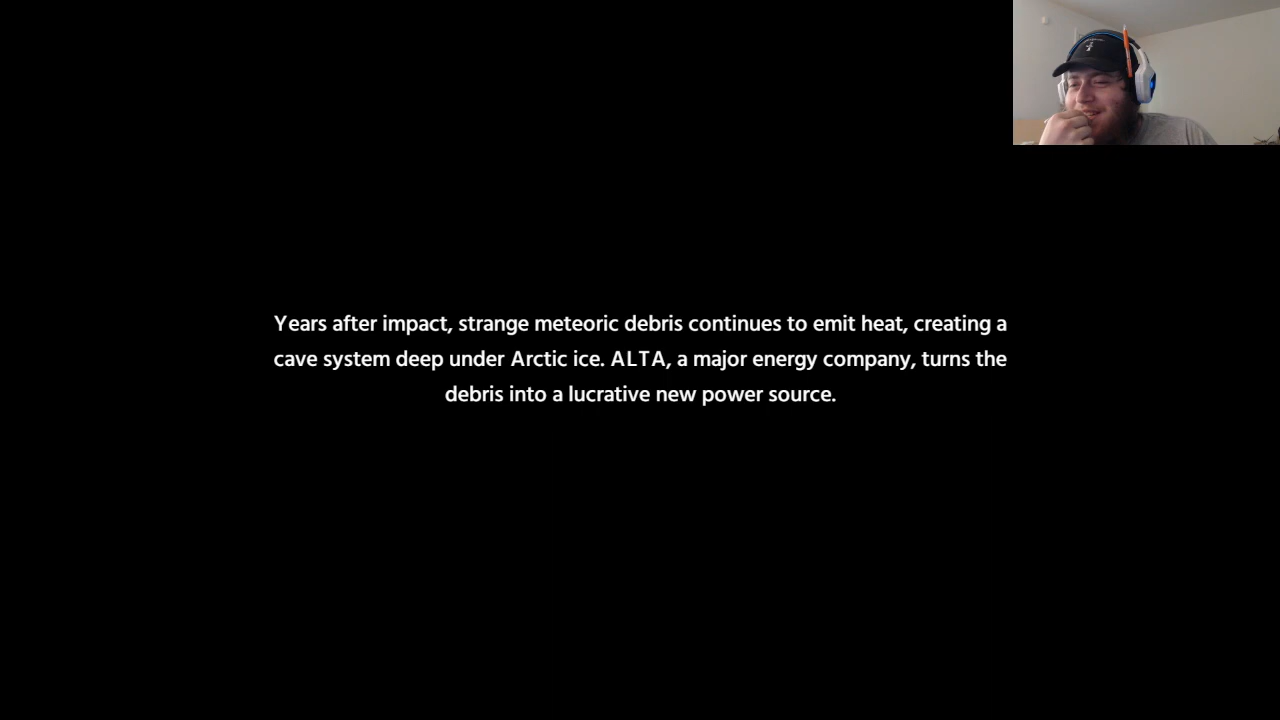 Years after impact, strange meteoric debris continues to emit heat, creating a
cave system deep under Arctic ice. ALTA, a major energy company, turns the
debris into a lucrative new power source.